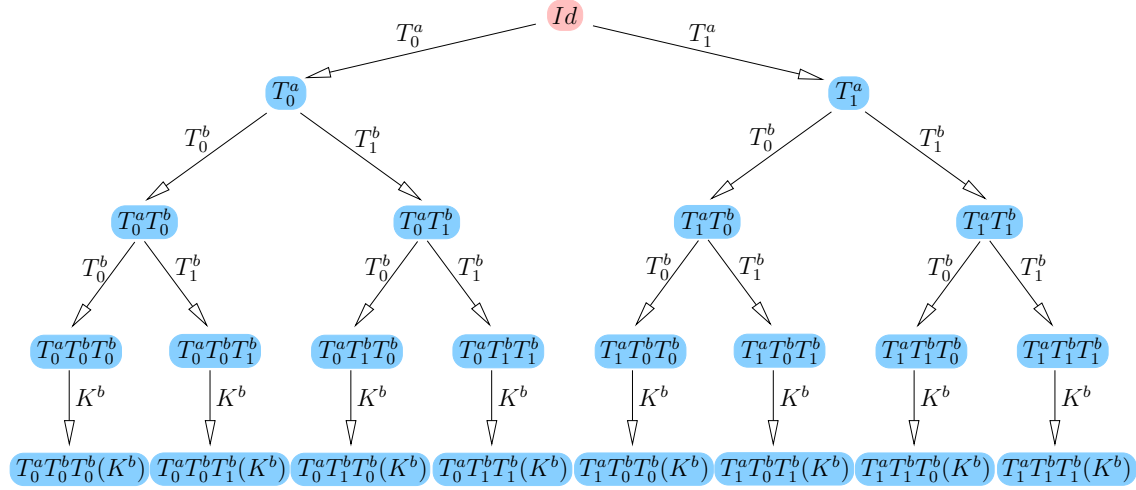 Id
T_0^a T_1^a
T_0^a T_1^a
T_0^b T_1^b T_0^b T_1^b
T_0^aT_0^b T_0^aT_1^b T_1^aT_0^b T_1^aT_1^b
T_0^b T_1^b T_0^b T_1^b T_0^b T_1^b T_0^b T_1^b
T_0^aT_0^bT_0^b T_0^aT_0^bT_1^b T_0^aT_1^bT_0^b T_0^aT_1^bT_1^b T_1^aT_0^bT_0^b T_1^aT_0^bT_1^b T_1^aT_1^bT_0^b T_1^aT_1^bT_1^b
K^b K^b K^b K^b K^b K^b K^b K^b
T_0^aT_0^bT_0^b(K^b) T_0^aT_0^bT_1^b(K^b) T_0^aT_1^bT_0^b(K^b) T_0^aT_1^bT_1^b(K^b) T_1^aT_0^bT_0^b(K^b) T_1^aT_0^bT_1^b(K^b) T_1^aT_1^bT_0^b(K^b) T_1^aT_1^bT_1^b(K^b)